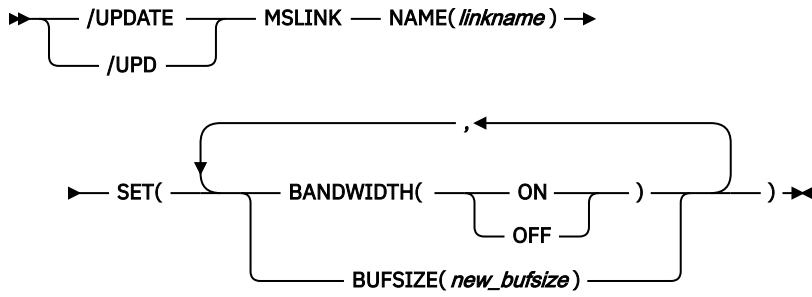 /UPDATE MSLINK NAME(linkname)
/UPD
,
SET( BANDWIDTH( ON ) )
OFF
BUFSIZE(new_bufsize)